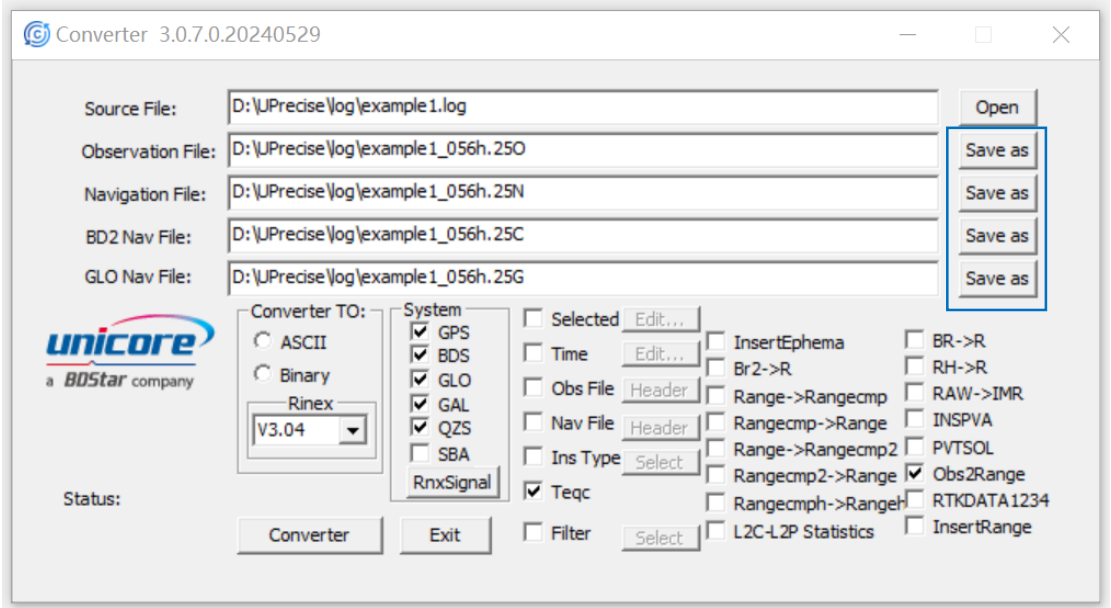 Converter 3.0.7.0.20240529
Source File: D:\UPrecise\log\example1.log Open
Observation File: D:\UPrecise\log\example1_056h.25O Save as
Navigation File: D:\UPrecise\log\example1_056h.25N Save as
BD2 Nav File: D:\UPrecise\log\example1_056h.25C Save as
GLO Nav File: D:\UPrecise\log\example1_056h.25G Save as
unicore
a BDStar company
Status:
Converter TO:
ASCII
Binary
Rinex
V3.04
System
GPS
BDS
GLO
GAL
QZS
SBA
RnxSignal
Converter
Exit
Selected Edit...
Time Edit...
Obs File Header
Nav File Header
Ins Type Select
Teqc
Filter Select
InsertEphema
Br2->R
Range->Rangecmp
Rangecmp->Range
Range->Rangecmp2
Rangecmp2->Range
Rangecmph->Rangeh
L2C-L2P Statistics
BR->R
RH->R
RAW->IMR
INSPVA
PVTSOL
Obs2Range
RTKDATA1234
InsertRange